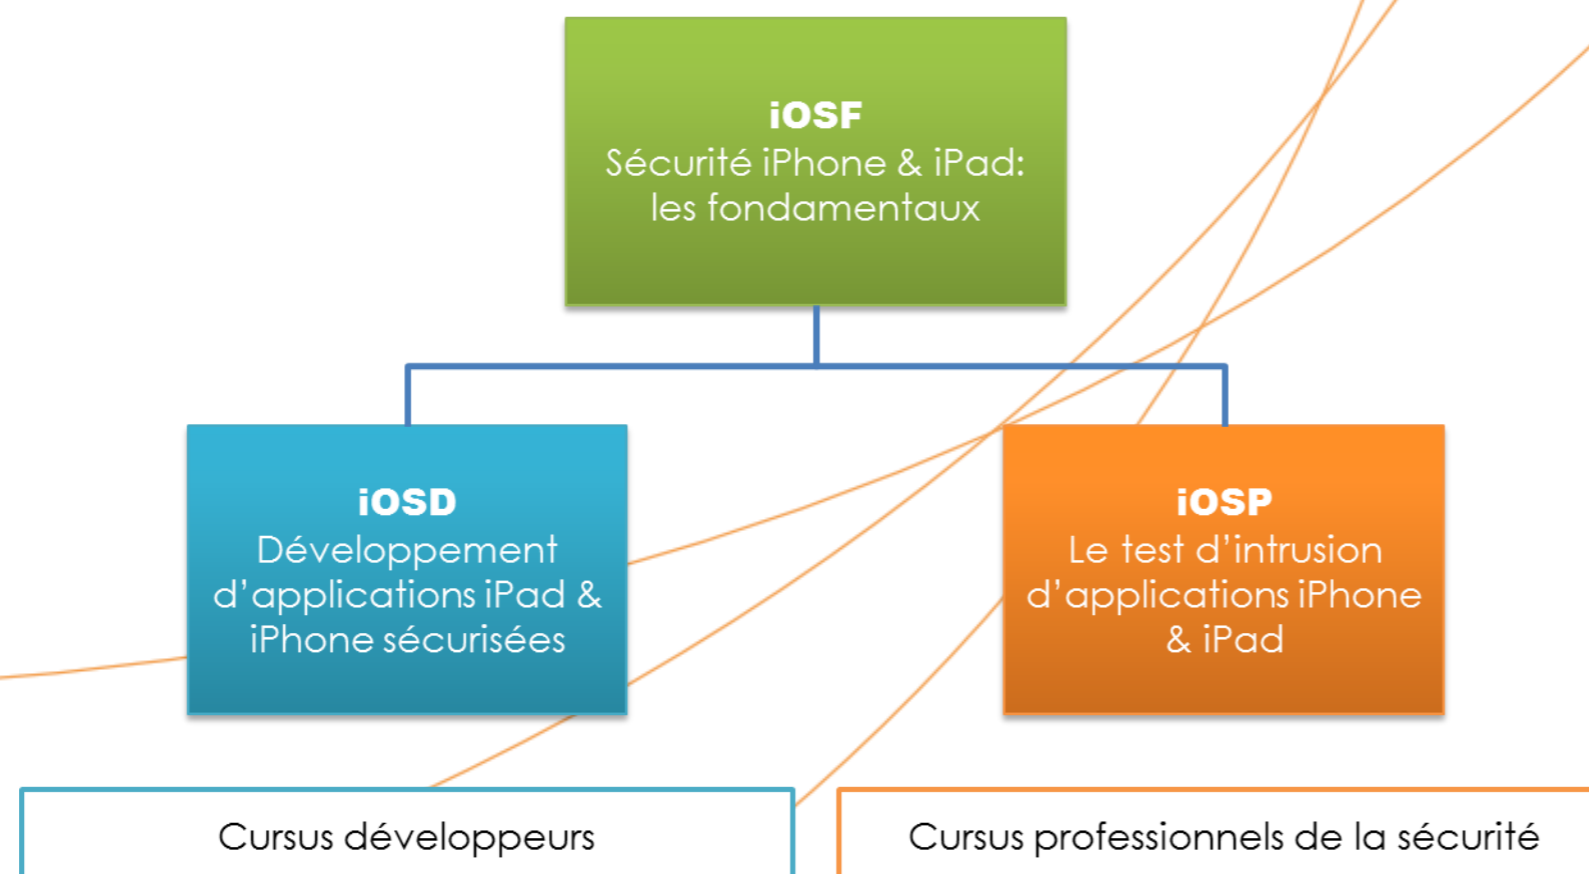 iOSF
Sécurité iPhone & iPad:
les fondamentaux
iOSD
Développement
d’applications iPad &
iPhone sécurisées
iOSP
Le test d’intrusion
d’applications iPhone
& iPad
Cursus développeurs
Cursus professionnels de la sécurité